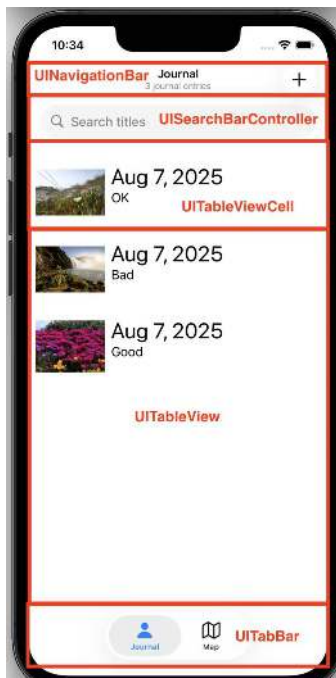 10:34
UINavigationBar Journal +
3 journal entries
Search titles UISearchBarController
Aug 7, 2025
OK
UITableViewCell
Aug 7, 2025
Bad
Aug 7, 2025
Good
UITableView
Journal Map UITabBar